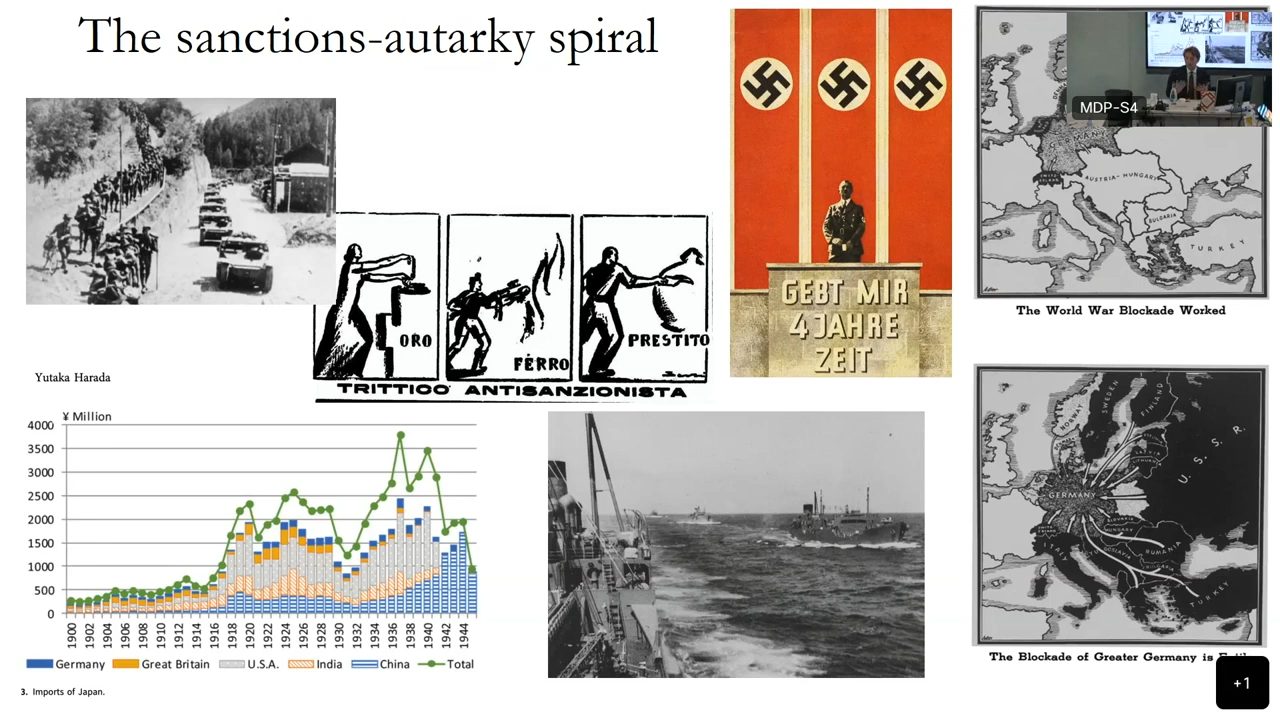 The sanctions-autarky spiral
ORO
FÉRRO
PRESTITO
TRITTICO ANTISANZIONISTA
GEBT MIR
4 JAHRE
ZEIT
MDP-S4
GERMANY
AUSTRIA-HUNGARY
BULGARIA
TURKEY
The World War Blockade Worked
Yutaka Harada
¥ Million
4000
3500
3000
2500
2000
1500
1000
500
0
1900
1902
1904
1906
1908
1910
1912
1914
1916
1918
1920
1922
1924
1926
1928
1930
1932
1934
1936
1938
1940
1942
1944
Germany
Great Britain
U.S.A.
India
China
Total
3. Imports of Japan.
NORWAY
SWEDEN
FINLAND
U.S.S.R.
GERMANY
HUNGARY
RUMANIA
TURKEY
The Blockade of Greater Germany is
+1